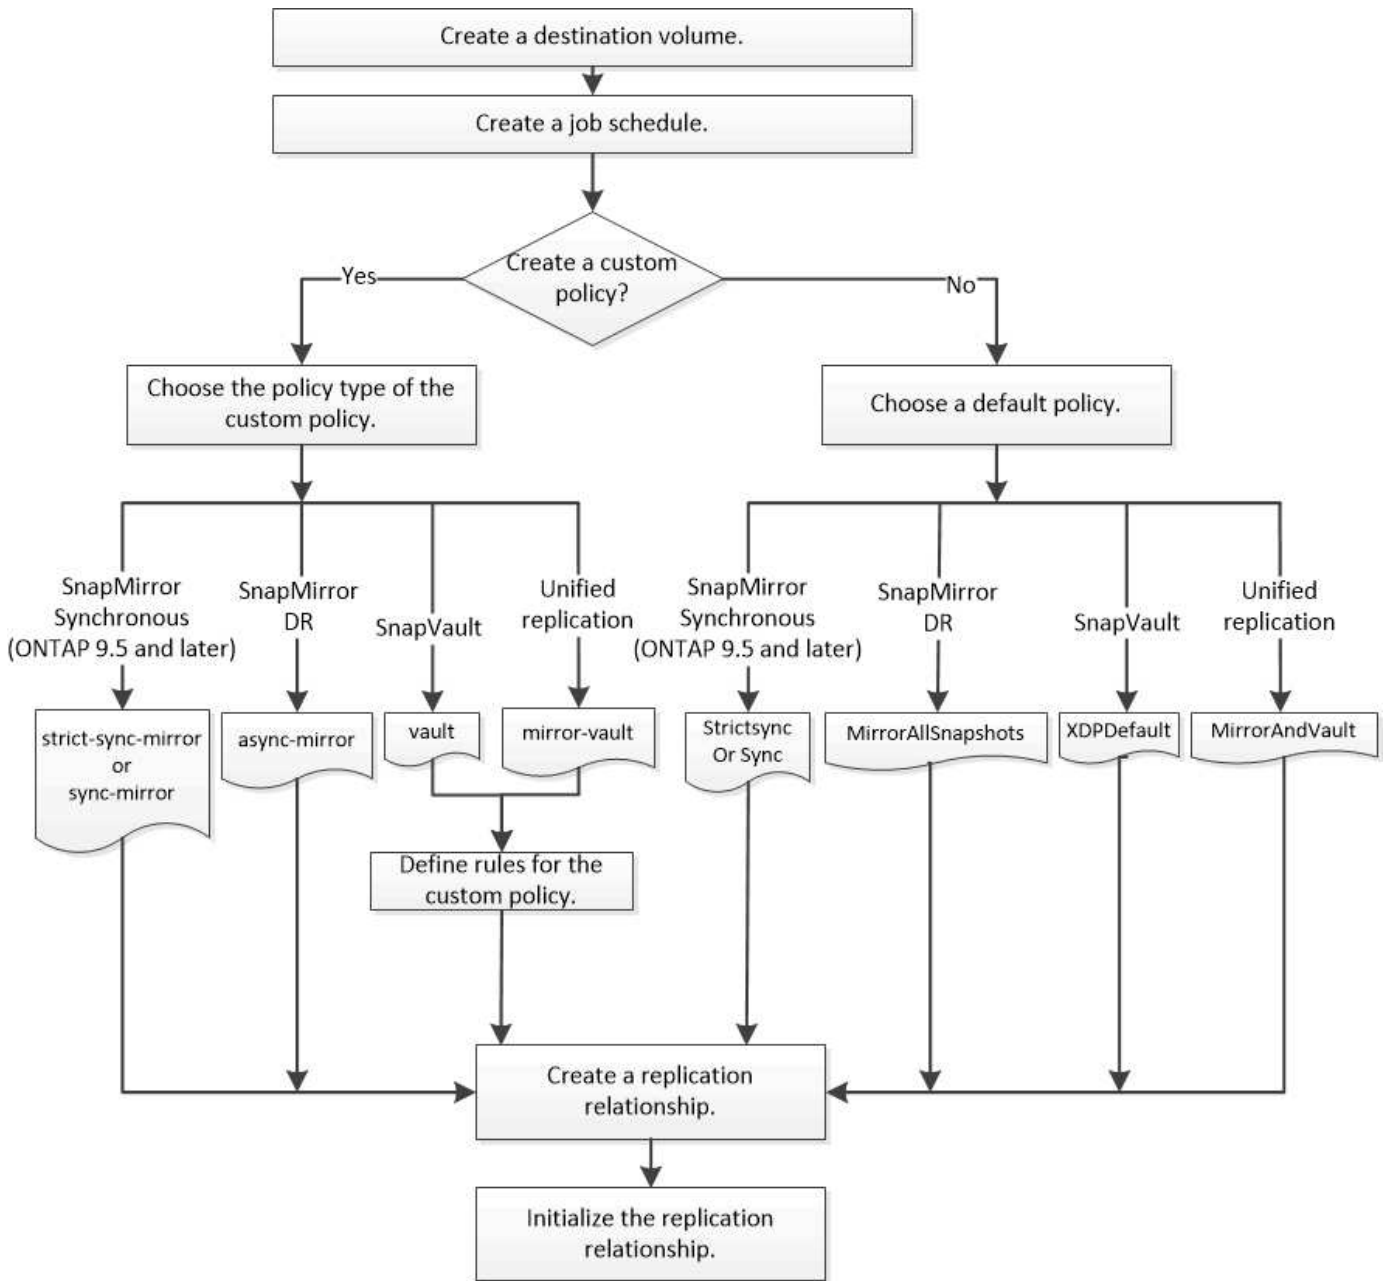 Create a destination volume.
Create a job schedule.
Create a custom
policy?
Yes
No
Choose the policy type of the
custom policy.
Choose a default policy.
SnapMirror
Synchronous
(ONTAP 9.5 and later)
SnapMirror
DR
SnapVault
Unified
replication
SnapMirror
Synchronous
(ONTAP 9.5 and later)
SnapMirror
DR
SnapVault
Unified
replication
strict-sync-mirror
or
sync-mirror
async-mirror
vault
mirror-vault
Strictsync
Or Sync
MirrorAllSnapshots
XDPDefault
MirrorAndVault
Define rules for the
custom policy.
Create a replication
relationship.
Initialize the replication
relationship.